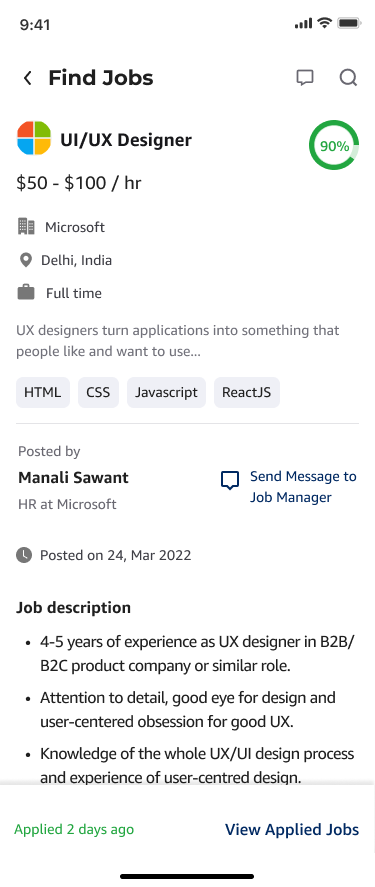 9:41
Find Jobs
UI/UX Designer
90%
$50 - $100 / hr
Microsoft
Delhi, India
Full time
UX designers turn applications into something that
people like and want to use...
HTML CSS Javascript ReactJS
Posted by
Manali Sawant
HR at Microsoft
Send Message to
Job Manager
Posted on 24, Mar 2022
Job description
• 4-5 years of experience as UX designer in B2B/
B2C product company or similar role.
• Attention to detail, good eye for design and
user-centered obsession for good UX.
• Knowledge of the whole UX/UI design process
and experience of user-centred design.
Applied 2 days ago
View Applied Jobs